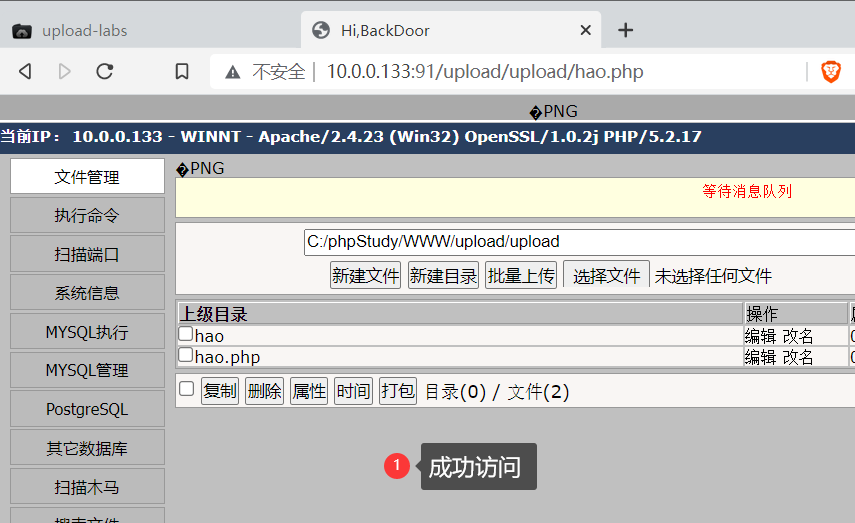 upload-labs
Hi,BackDoor
不安全 10.0.0.133:91/upload/upload/hao.php
�PNG
当前IP： 10.0.0.133 - WINNT - Apache/2.4.23 (Win32) OpenSSL/1.0.2j PHP/5.2.17
文件管理
执行命令
扫描端口
系统信息
MYSQL执行
MYSQL管理
PostgreSQL
其它数据库
扫描木马
�PNG
等待消息队列
C:/phpStudy/WWW/upload/upload
新建文件 新建目录 批量上传 选择文件 未选择任何文件
上级目录 操作
hao 编辑 改名
hao.php 编辑 改名
复制 删除 属性 时间 打包 目录(0) / 文件(2)
1 成功访问